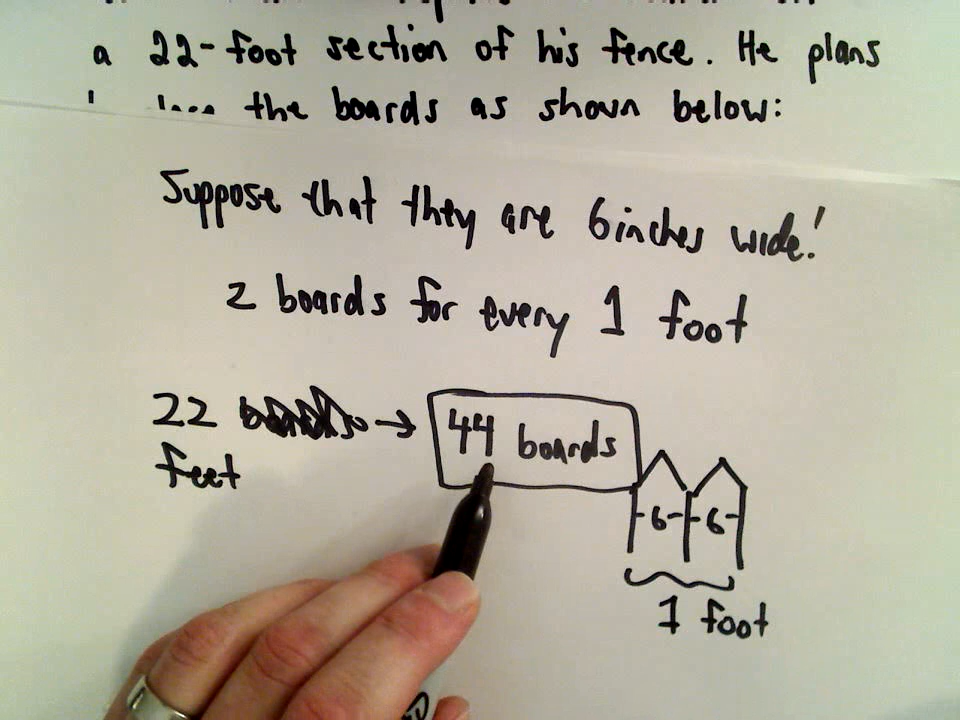 a 22-foot section of his fence. He plans
the boards as shown below:
Suppose that they are 6 inches wide!
2 boards for every 1 foot
22 → 44 boards
feet
-6- -6-
1 foot